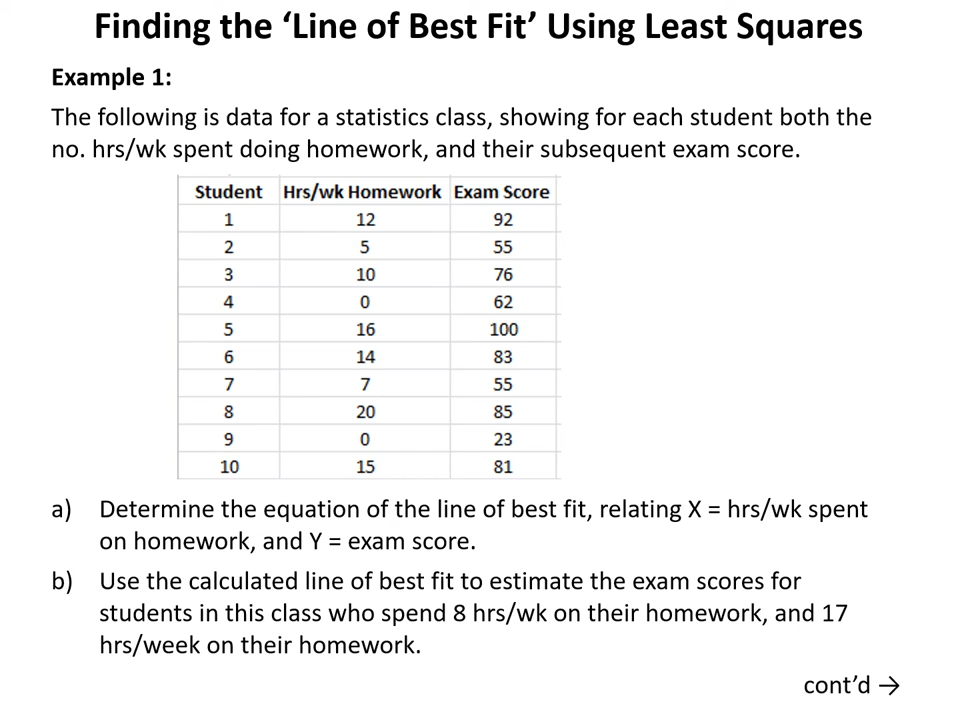 Finding the ‘Line of Best Fit’ Using Least Squares
Example 1:
The following is data for a statistics class, showing for each student both the
no. hrs/wk spent doing homework, and their subsequent exam score.
Student Hrs/wk Homework Exam Score
1 12 92
2 5 55
3 10 76
4 0 62
5 16 100
6 14 83
7 7 55
8 20 85
9 0 23
10 15 81
a) Determine the equation of the line of best fit, relating X = hrs/wk spent
on homework, and Y = exam score.
b) Use the calculated line of best fit to estimate the exam scores for
students in this class who spend 8 hrs/wk on their homework, and 17
hrs/week on their homework.
cont’d →